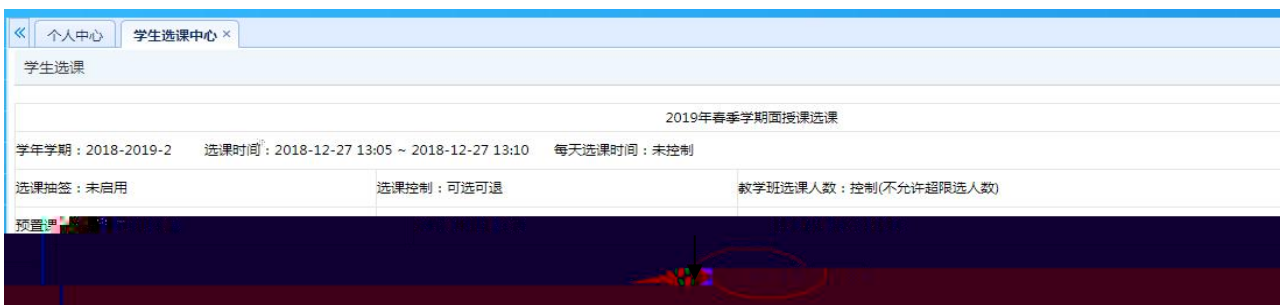 个人中心 学生选课中心 ×
学生选课
2019年春季学期面授课选课
学年学期：2018-2019-2 选课时间：2018-12-27 13:05 ~ 2018-12-27 13:10 每天选课时间：未控制
选课抽签：未启用 选课控制：可选可退 教学班选课人数：控制(不允许超限选人数)
预置课